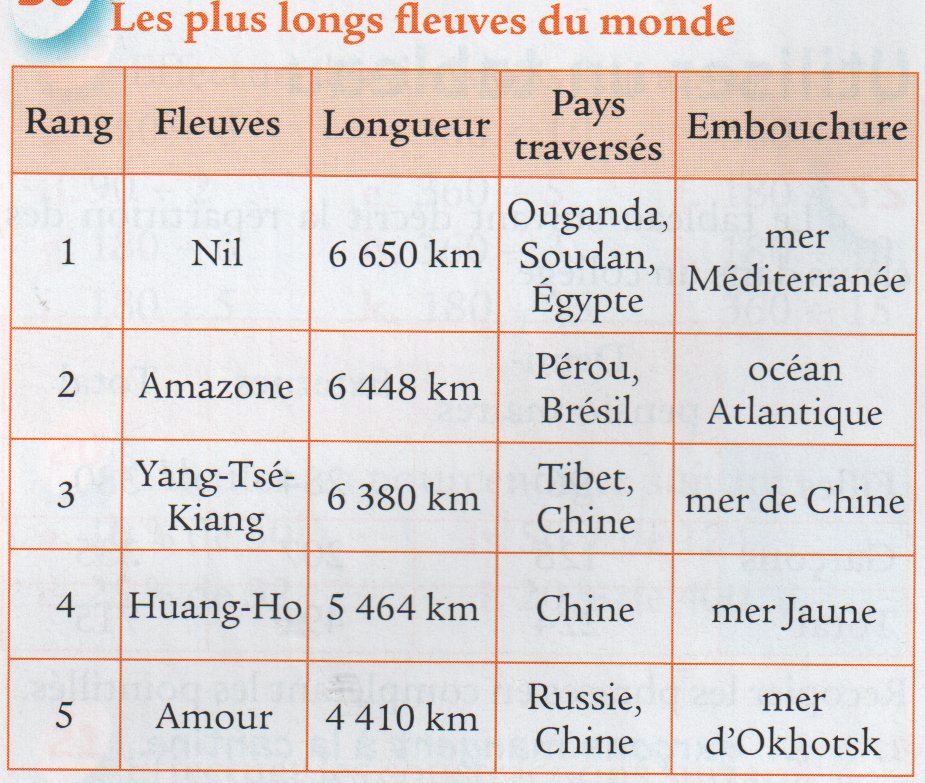 Les plus longs fleuves du monde
Rang Fleuves Longueur Pays traversés Embouchure
1 Nil 6 650 km Ouganda, Soudan, Égypte mer Méditerranée
2 Amazone 6 448 km Pérou, Brésil océan Atlantique
3 Yang-Tsé-Kiang 6 380 km Tibet, Chine mer de Chine
4 Huang-Ho 5 464 km Chine mer Jaune
5 Amour 4 410 km Russie, Chine mer d'Okhotsk